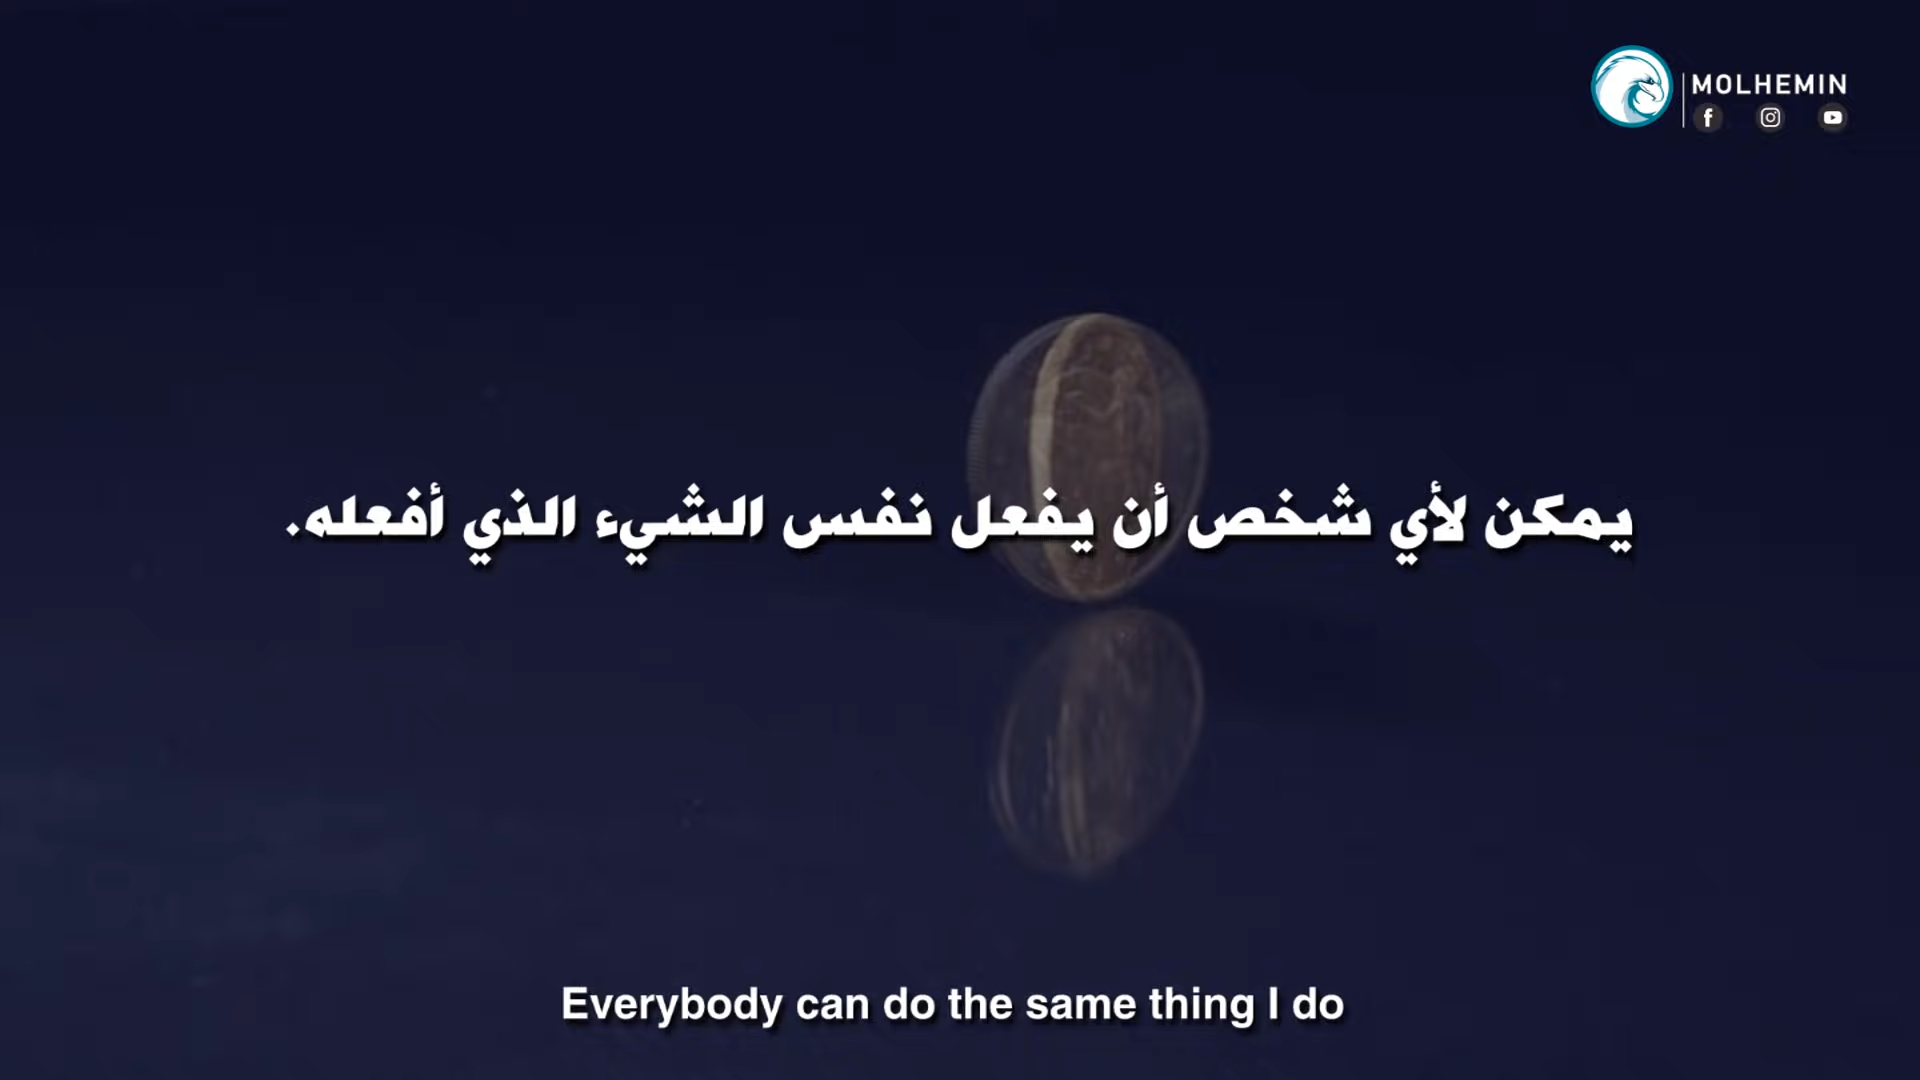 MOLHEMIN
يمكن لأي شخص أن يفعل نفس الشيء الذي أفعله.
Everybody can do the same thing I do